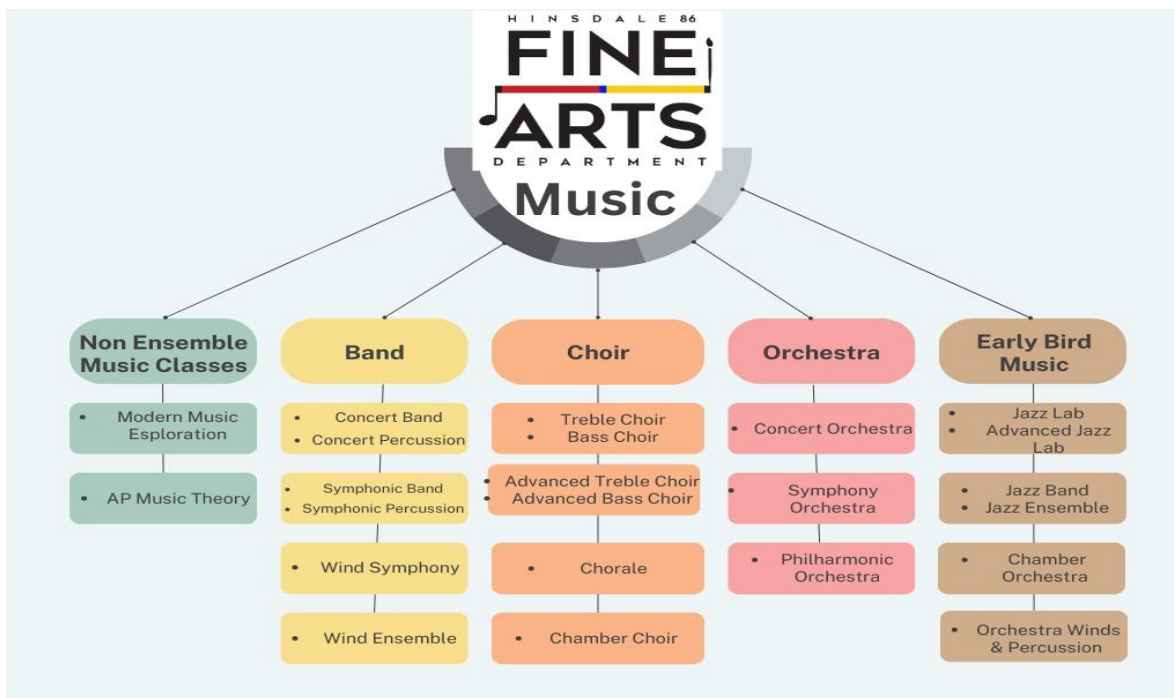 HINSDALE 86
FINE
ARTS
DEPARTMENT
Music
Non Ensemble
Music Classes
• Modern Music
Esploration
• AP Music Theory
Band
• Concert Band
• Concert Percussion
• Symphonic Band
• Symphonic Percussion
• Wind Symphony
• Wind Ensemble
Choir
• Treble Choir
• Bass Choir
• Advanced Treble Choir
• Advanced Bass Choir
• Chorale
• Chamber Choir
Orchestra
• Concert Orchestra
• Symphony
Orchestra
• Philharmonic
Orchestra
Early Bird
Music
• Jazz Lab
• Advanced Jazz
Lab
• Jazz Band
• Jazz Ensemble
• Chamber
Orchestra
• Orchestra Winds
& Percussion